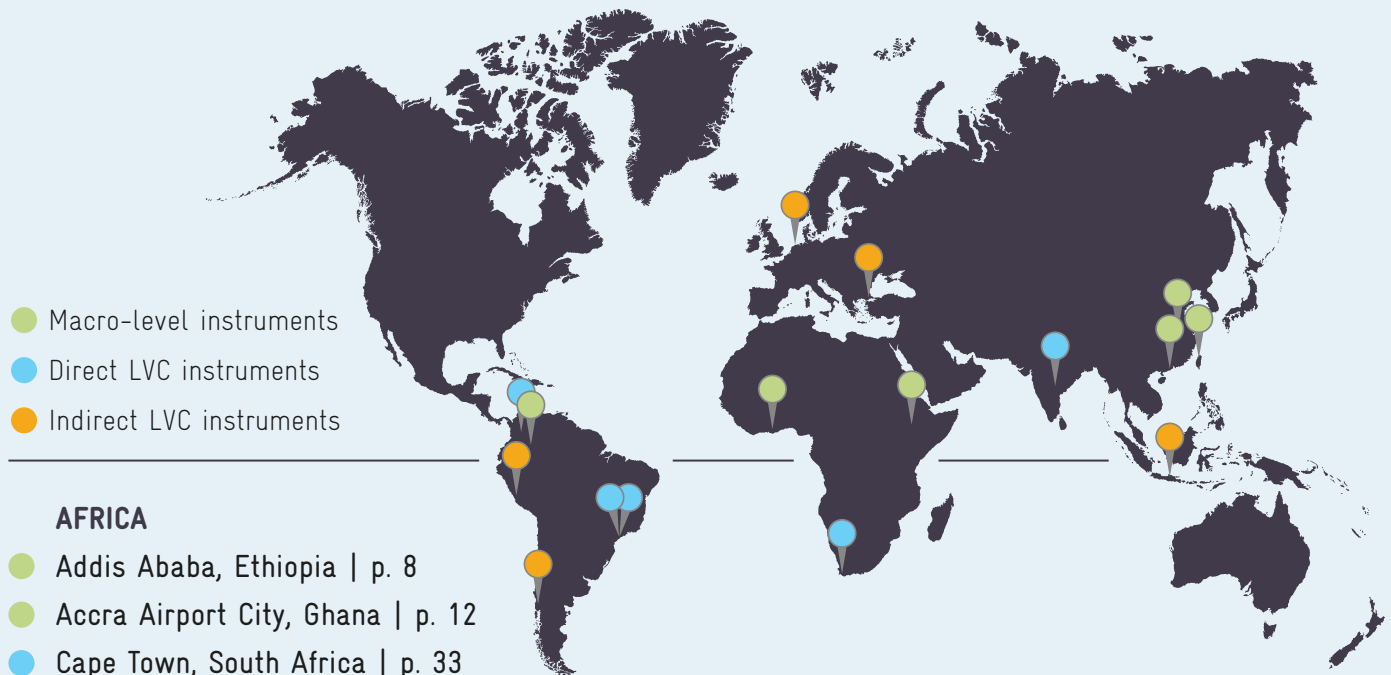 Macro-level instruments
Direct LVC instruments
Indirect LVC instruments
AFRICA
Addis Ababa, Ethiopia | p. 8
Accra Airport City, Ghana | p. 12
Cape Town, South Africa | p. 33